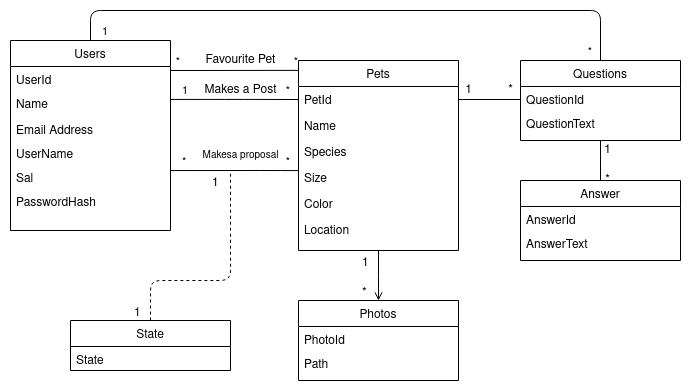 1
*
Users
UserId
Name
Email Address
UserName
Sal
PasswordHash
* Favourite Pet *
1 Makes a Post *
* Makesa proposal *
1
1
State
State
Pets
PetId
Name
Species
Size
Color
Location
1 *
1
*
Photos
PhotoId
Path
Questions
QuestionId
QuestionText
1
*
Answer
AnswerId
AnswerText